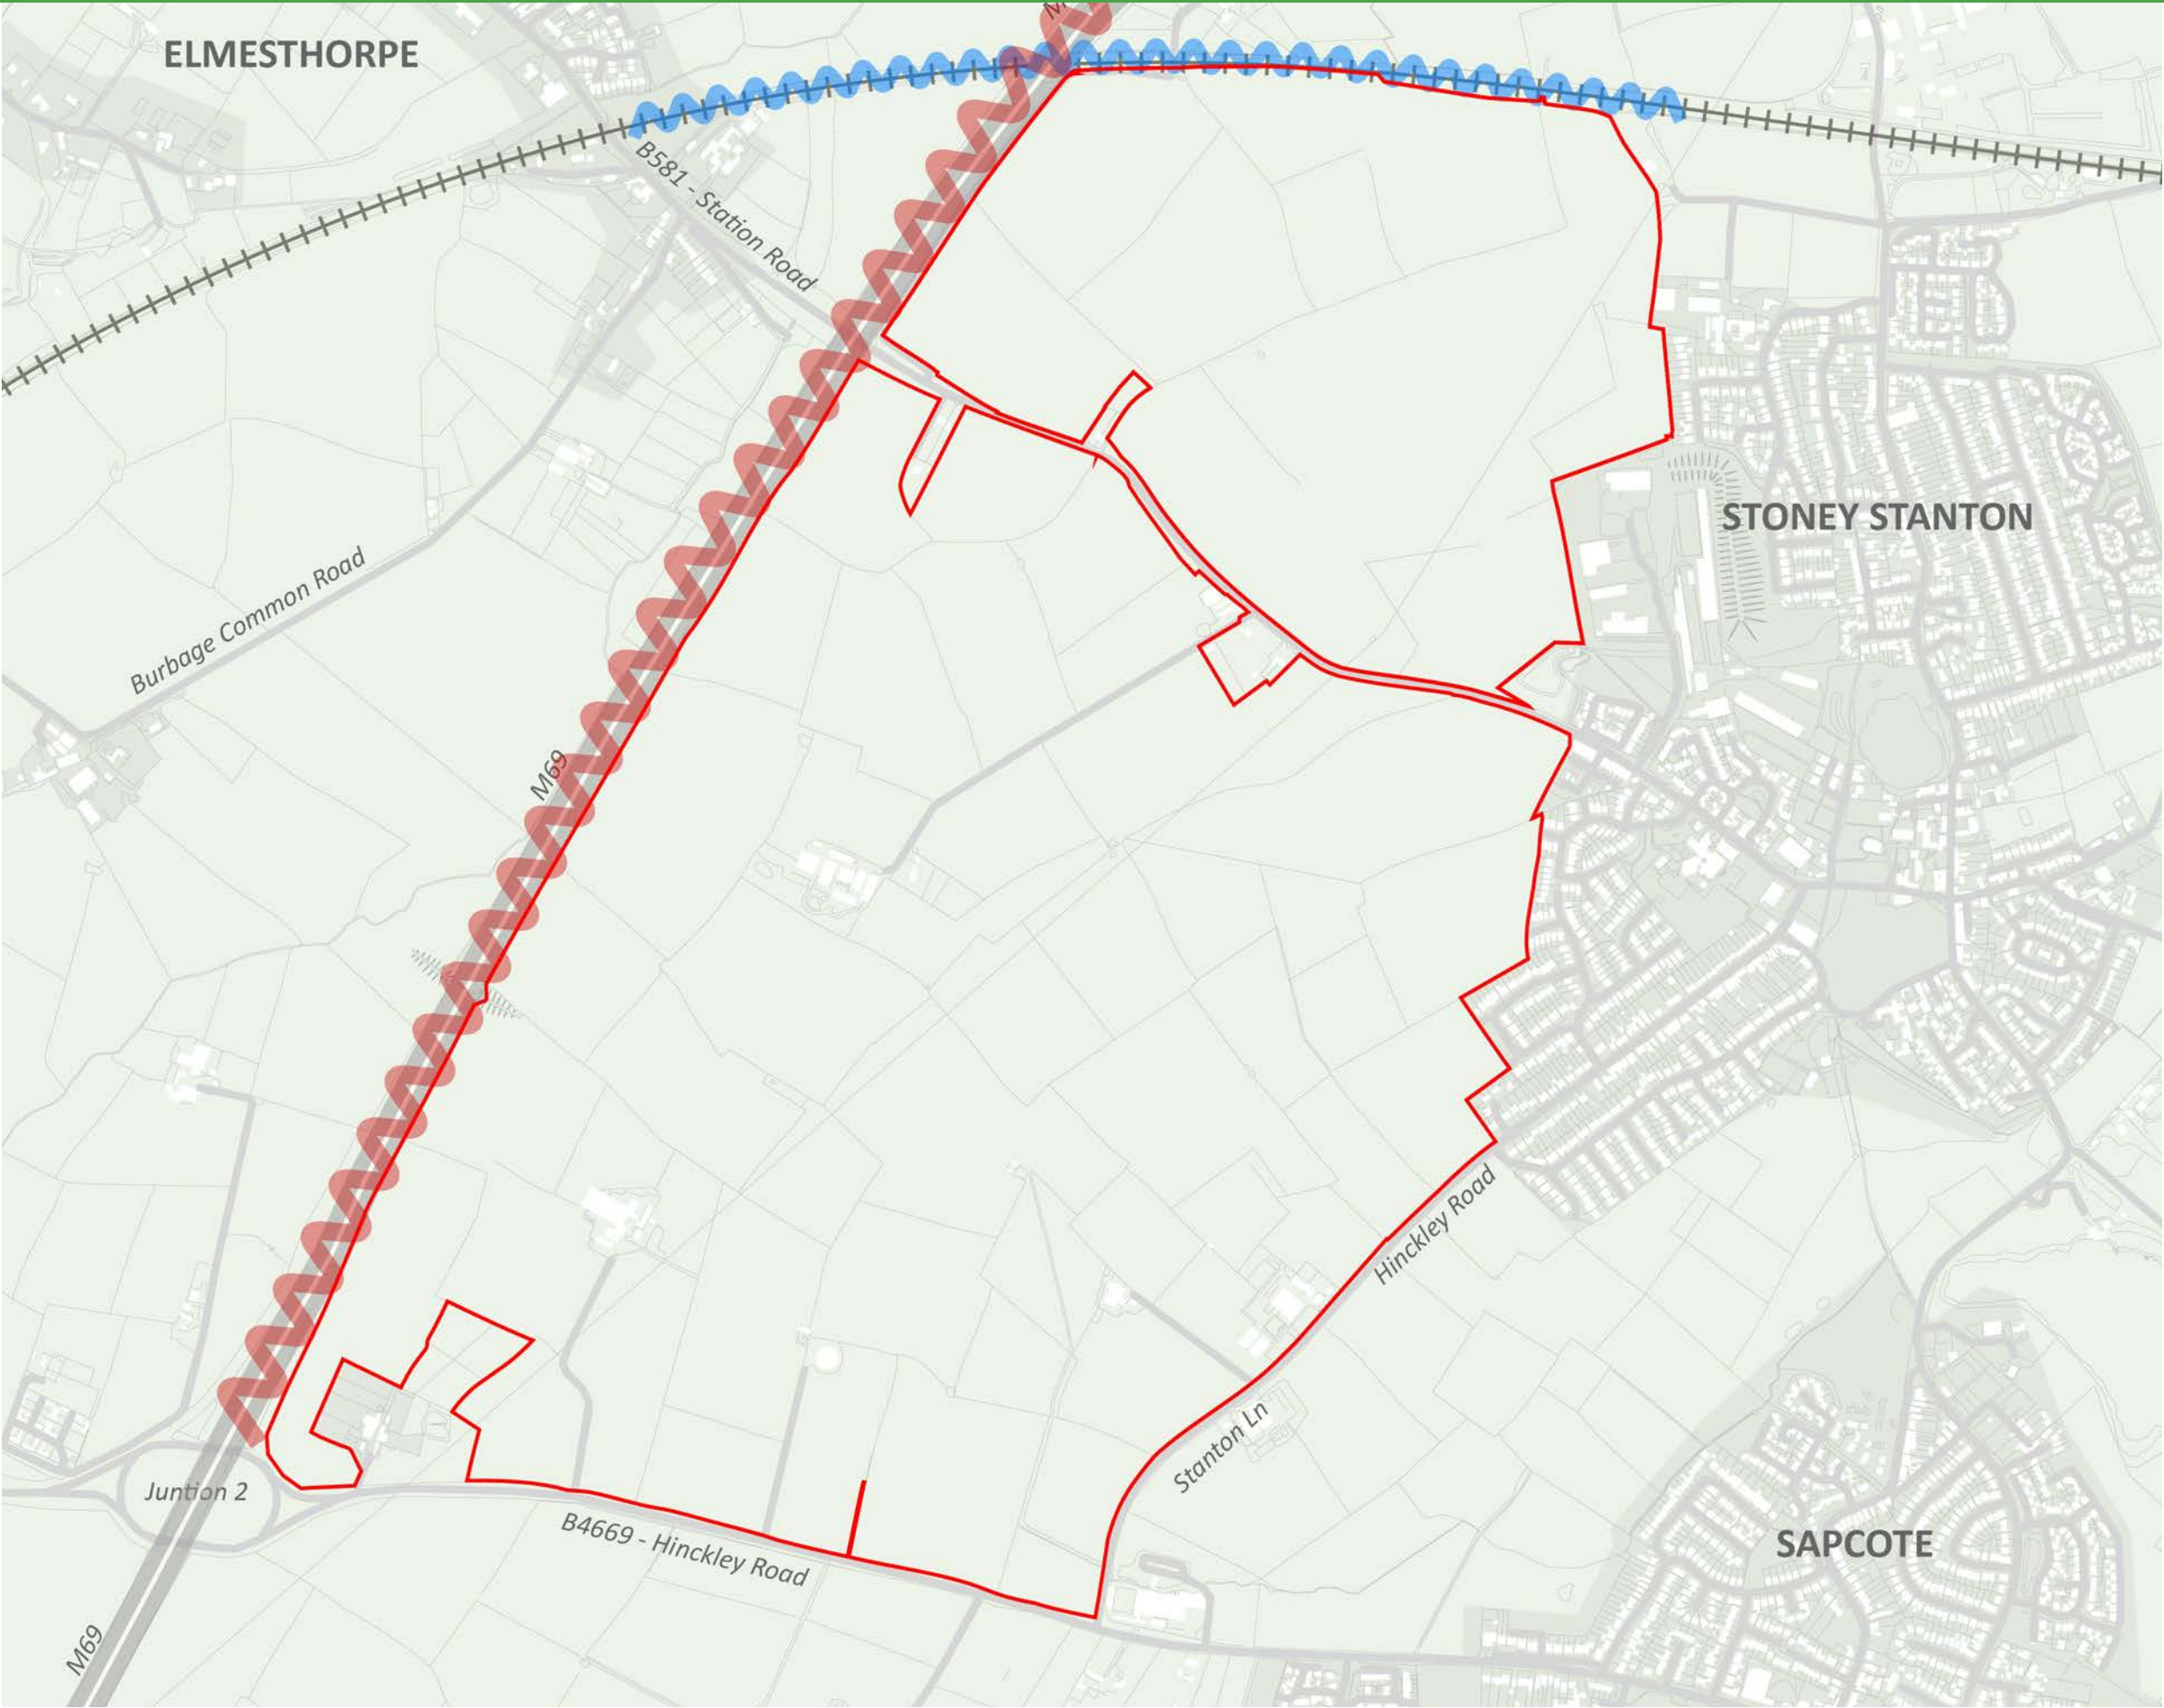 ELMESTHORPE
M
B581 - Station Road
STONEY STANTON
Burbage Common Road
M69
Hinckley Road
Stanton Ln
Juntion 2
B4669 - Hinckley Road
SAPCOTE
M69